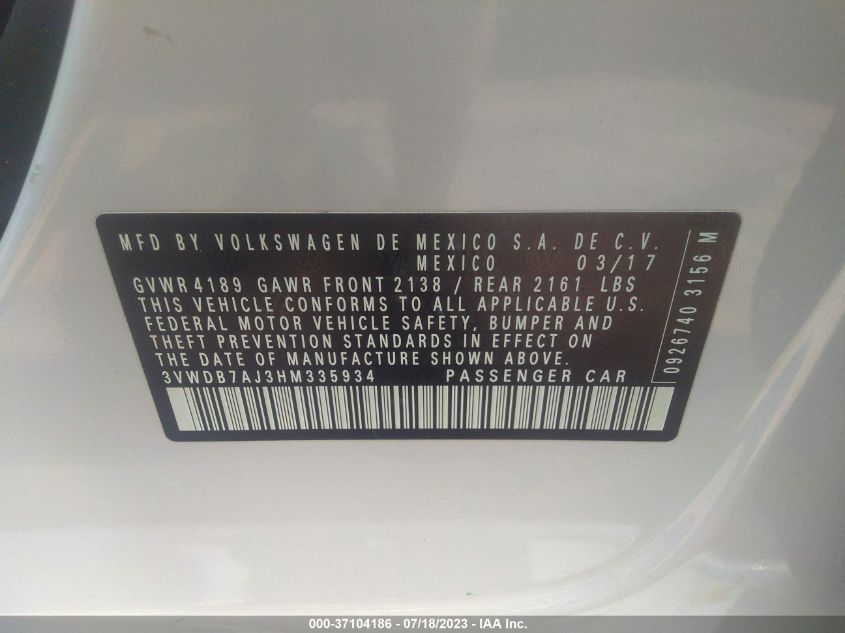 MFD BY VOLKSWAGEN DE MEXICO S.A. DE C.V.
MEXICO 03/17
GVWR 4189 GAWR FRONT 2138 / REAR 2161 LBS
THIS VEHICLE CONFORMS TO ALL APPLICABLE U.S.
FEDERAL MOTOR VEHICLE SAFETY, BUMPER AND
THEFT PREVENTION STANDARDS IN EFFECT ON
THE DATE OF MANUFACTURE SHOWN ABOVE.
3VWDB7AJ3HM335934 PASSENGER CAR
0926740 3156 M
000-37104186 - 07/18/2023 - IAA Inc.